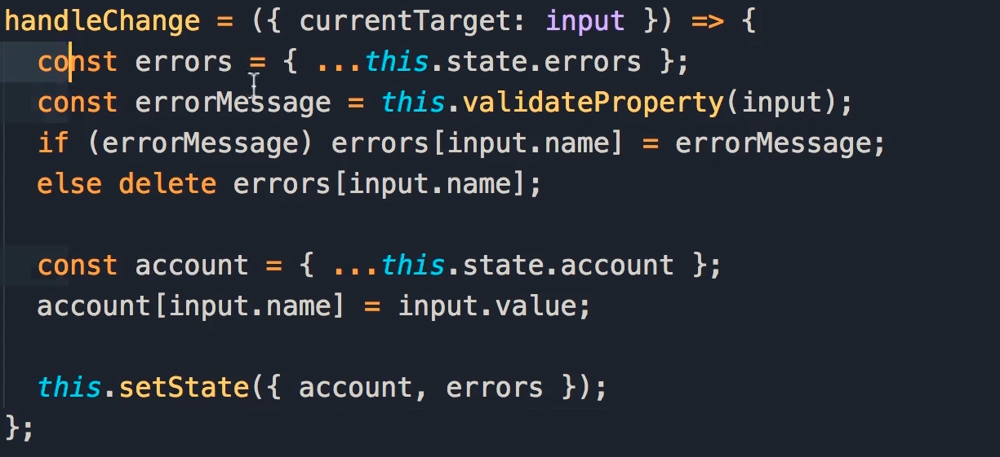 handleChange = ({ currentTarget: input }) => {
const errors = { ...this.state.errors };
const errorMessage = this.validateProperty(input);
if (errorMessage) errors[input.name] = errorMessage;
else delete errors[input.name];
const account = { ...this.state.account };
account[input.name] = input.value;
this.setState({ account, errors });
};